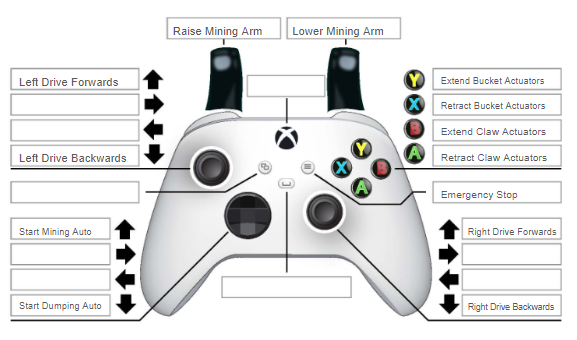 Raise Mining Arm
Lower Mining Arm
Left Drive Forwards
Y
Extend Bucket Actuators
X
Retract Bucket Actuators
B
Extend Claw Actuators
Left Drive Backwards
A
Retract Claw Actuators
Y
X
B
A
Emergency Stop
Start Mining Auto
Right Drive Forwards
Start Dumping Auto
Right Drive Backwards